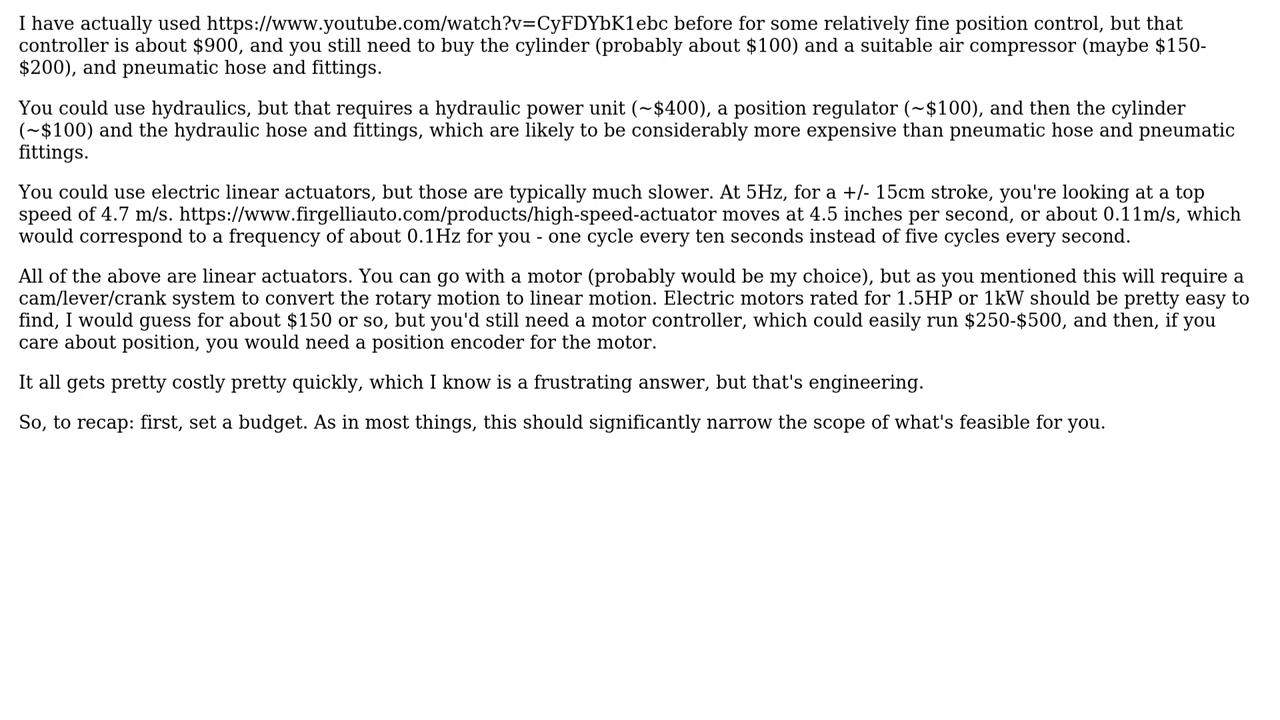 I have actually used https://www.youtube.com/watch?v=CyFDYbK1ebc before for some relatively fine position control, but that
controller is about $900, and you still need to buy the cylinder (probably about $100) and a suitable air compressor (maybe $150-
$200), and pneumatic hose and fittings.
You could use hydraulics, but that requires a hydraulic power unit (~$400), a position regulator (~$100), and then the cylinder
(~$100) and the hydraulic hose and fittings, which are likely to be considerably more expensive than pneumatic hose and pneumatic
fittings.
You could use electric linear actuators, but those are typically much slower. At 5Hz, for a +/- 15cm stroke, you're looking at a top
speed of 4.7 m/s. https://www.firgelliauto.com/products/high-speed-actuator moves at 4.5 inches per second, or about 0.11m/s, which
would correspond to a frequency of about 0.1Hz for you - one cycle every ten seconds instead of five cycles every second.
All of the above are linear actuators. You can go with a motor (probably would be my choice), but as you mentioned this will require a
cam/lever/crank system to convert the rotary motion to linear motion. Electric motors rated for 1.5HP or 1kW should be pretty easy to
find, I would guess for about $150 or so, but you'd still need a motor controller, which could easily run $250-$500, and then, if you
care about position, you would need a position encoder for the motor.
It all gets pretty costly pretty quickly, which I know is a frustrating answer, but that's engineering.
So, to recap: first, set a budget. As in most things, this should significantly narrow the scope of what's feasible for you.